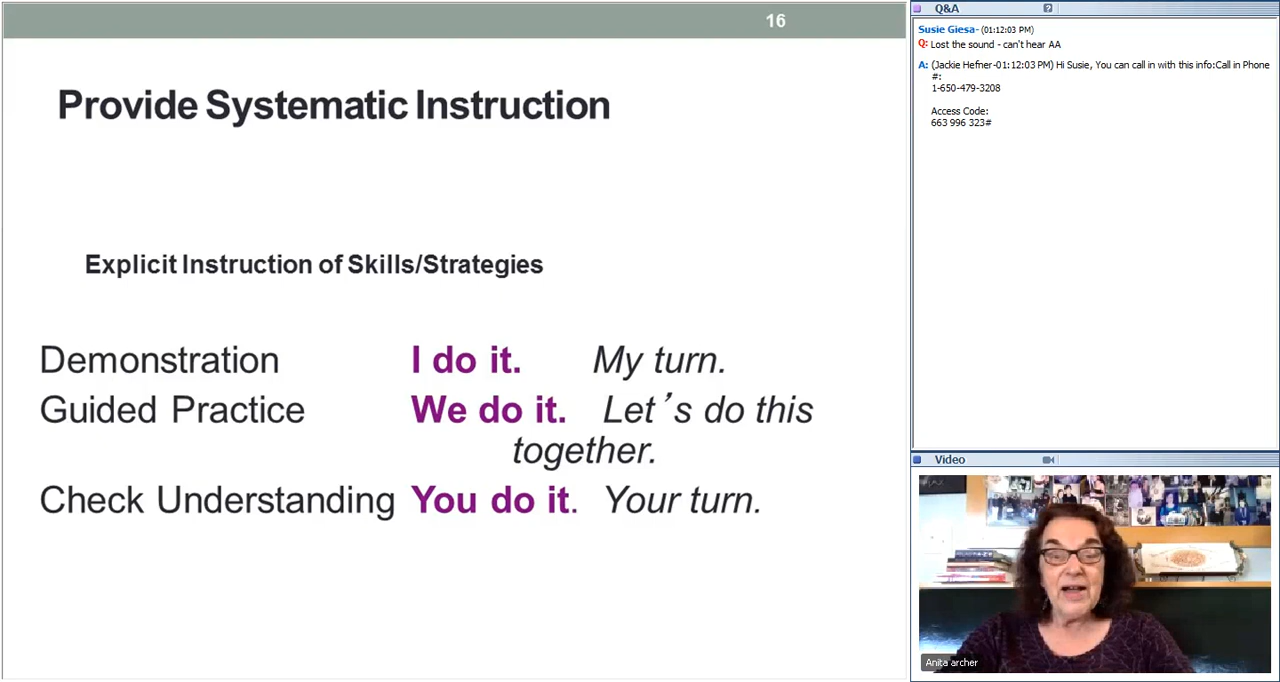 16
Provide Systematic Instruction
Explicit Instruction of Skills/Strategies
Demonstration I do it. My turn.
Guided Practice We do it. Let's do this
together.
Check Understanding You do it. Your turn.
Q&A
Susie Giesa- (01:12:03 PM)
Q: Lost the sound - can't hear AA
A: (Jackie Hefner-01:12:03 PM) Hi Susie, You can call in with this info:Call in Phone
#:
1-650-479-3208
Access Code:
663 996 323#
Video
Anita archer